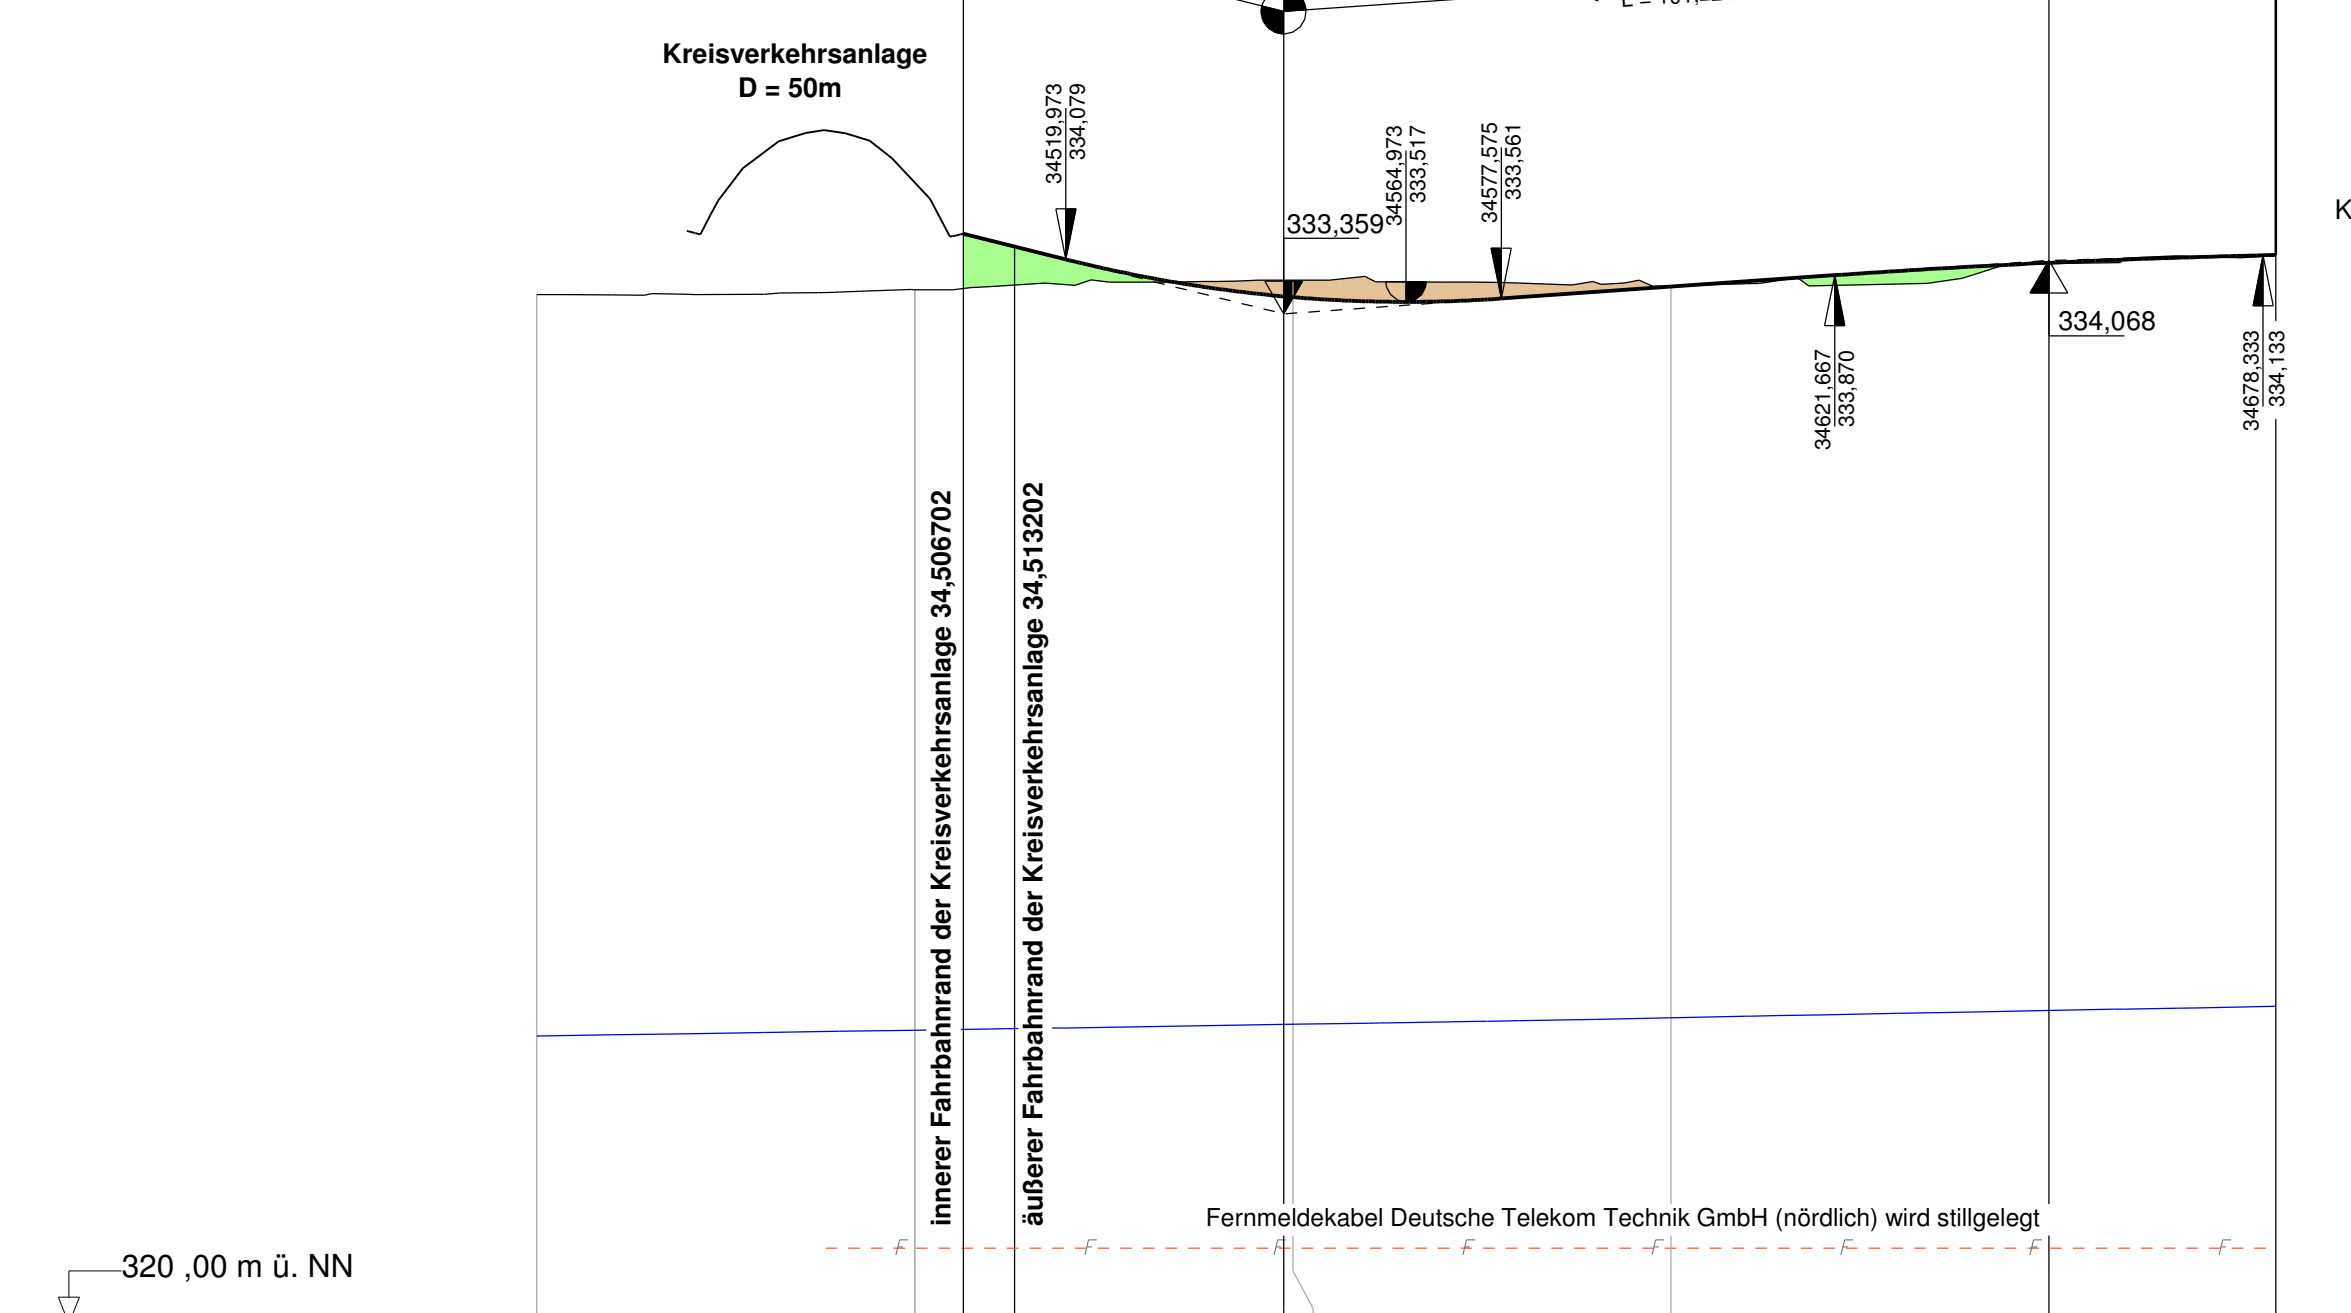 Kreisverkehrsanlage
D = 50m
34519,973
334,079
34564,973
333,517
34577,575
333,561
333,359
334,068
34621,667
333,870
34678,333
334,133
K
innerer Fahrbahnrand der Kreisverkehrsanlage 34,506702
äußerer Fahrbahnrand der Kreisverkehrsanlage 34,513202
Fernmeldekabel Deutsche Telekom Technik GmbH (nördlich) wird stillgelegt
F F F F F F F F
320 ,00 m ü. NN